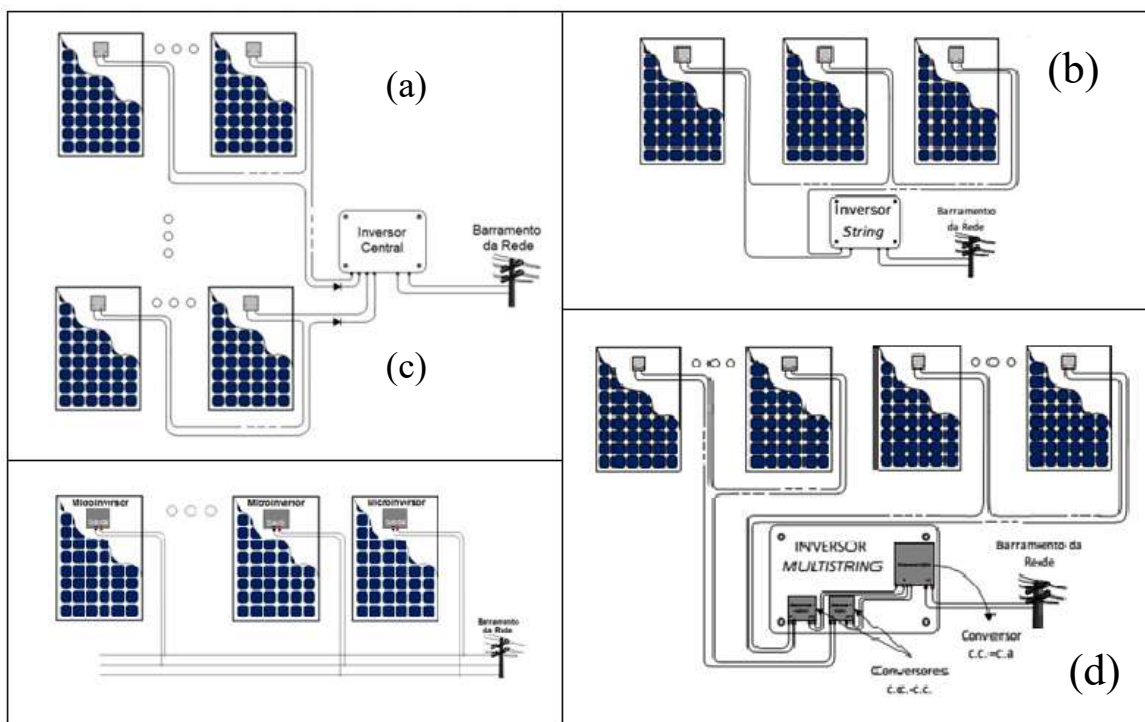 (a)
Inversor
Central
Barramento
da Rede
(c)
(b)
Inversor
String
Barramento
da Rede
Microinversor
Microinversor
Microinversor
Barramento
da Rede
INVERSOR
MULTISTRING
Barramento da
Rede
Conversor
c.c.-c.a
Conversores
c.c.-c.c.
(d)